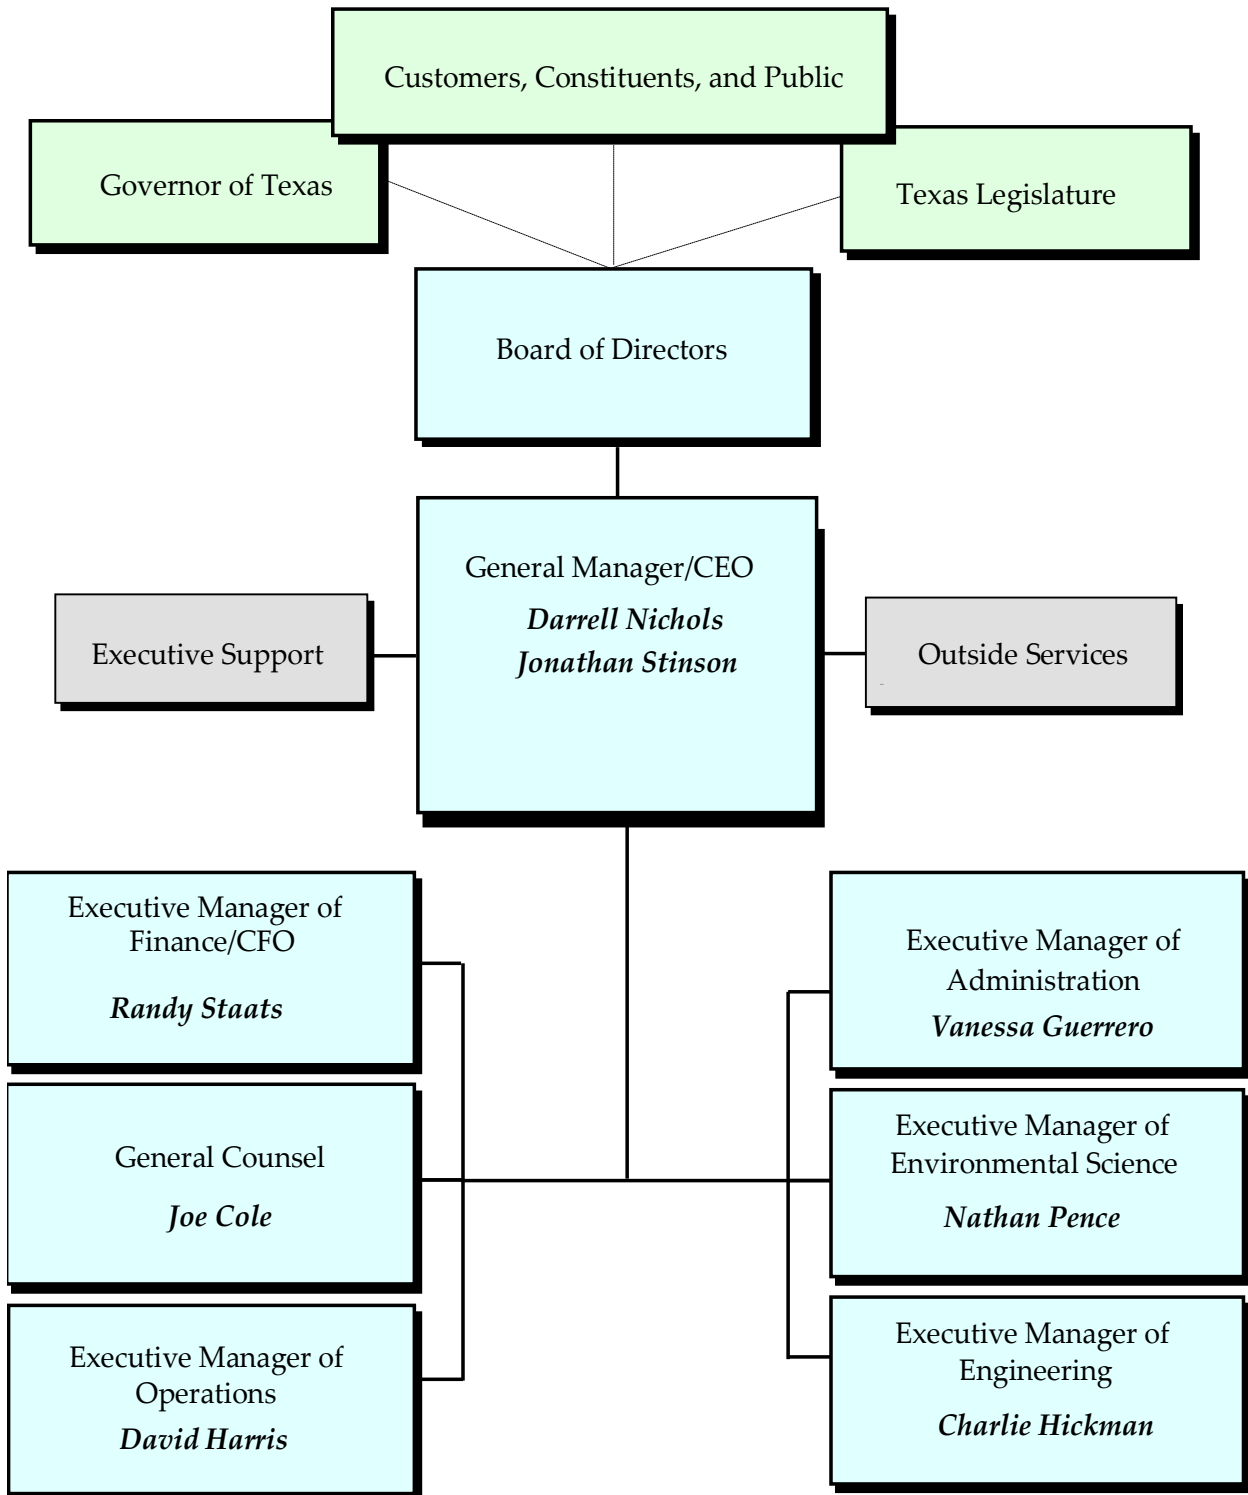 Customers, Constituents, and Public
Governor of Texas
Texas Legislature
Board of Directors
General Manager/CEO
Darrell Nichols
Jonathan Stinson
Executive Support
Outside Services
Executive Manager of
Finance/CFO
Randy Staats
Executive Manager of
Administration
Vanessa Guerrero
General Counsel
Joe Cole
Executive Manager of
Environmental Science
Nathan Pence
Executive Manager of
Operations
David Harris
Executive Manager of
Engineering
Charlie Hickman